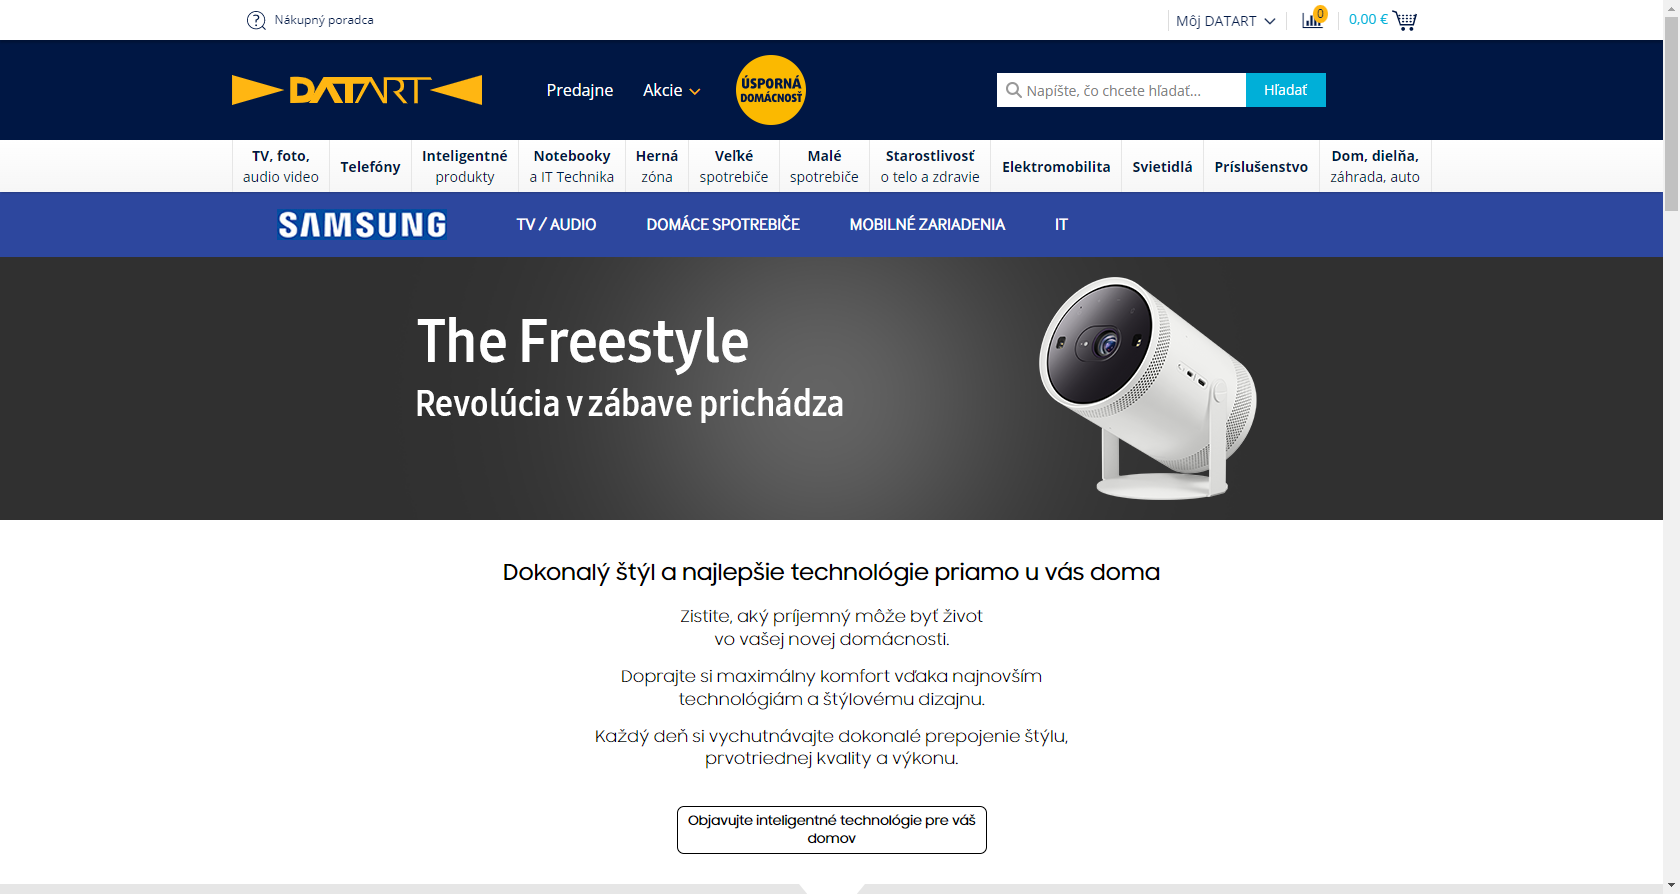 Nákupný poradca
Môj DATART
0
0,00 €
DATART
Predajne
Akcie
ÚSPORNÁ
DOMÁCNOSŤ
Napíšte, čo chcete hľadať...
Hľadať
TV, foto,
audio video
Telefóny
Inteligentné
produkty
Notebooky
a IT Technika
Herná
zóna
Veľké
spotrebiče
Malé
spotrebiče
Starostlivosť
o telo a zdravie
Elektromobilita
Svietidlá
Príslušenstvo
Dom, dielňa,
záhrada, auto
SAMSUNG
TV / AUDIO
DOMÁCE SPOTREBIČE
MOBILNÉ ZARIADENIA
IT
The Freestyle
Revolúcia v zábave prichádza
Dokonalý štýl a najlepšie technológie priamo u vás doma
Zistite, aký príjemný môže byť život
vo vašej novej domácnosti.
Doprajte si maximálny komfort vďaka najnovším
technológiám a štýlovému dizajnu.
Každý deň si vychutnávajte dokonalé prepojenie štýlu,
prvotriednej kvality a výkonu.
Objavujte inteligentné technológie pre váš
domov